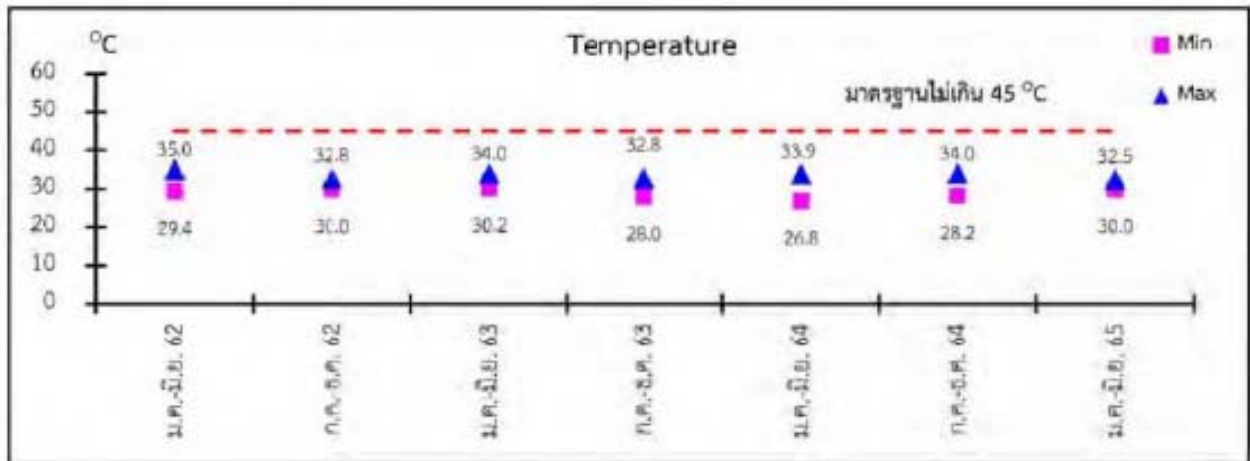 Temperature
°C
Min
Max
มาตรฐานไม่เกิน 45 °C
60
50
40
30
20
10
0
35.0
32.8
34.0
32.8
33.9
34.0
32.5
29.4
30.0
30.2
28.0
26.8
28.2
30.0
ม.ค.-มิ.ย. 62
ก.ค.-ธ.ค. 62
ม.ค.-มิ.ย. 63
ก.ค.-ธ.ค. 63
ม.ค.-มิ.ย. 64
ก.ค.-ธ.ค. 64
ม.ค.-มิ.ย. 65